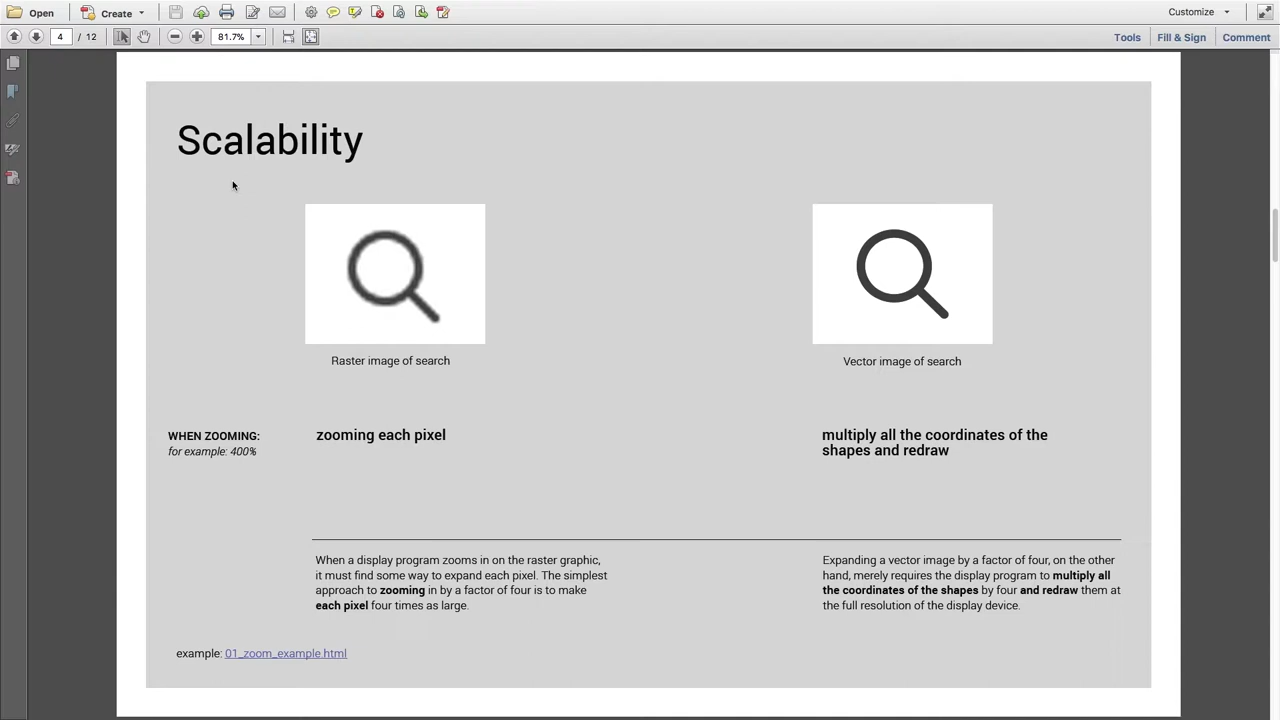 Open
Create
Customize
4 / 12
81.7%
Tools
Fill & Sign
Comment
Scalability
Raster image of search
Vector image of search
WHEN ZOOMING:
for example: 400%
zooming each pixel
multiply all the coordinates of the
shapes and redraw
When a display program zooms in on the raster graphic,
it must find some way to expand each pixel. The simplest
approach to zooming in by a factor of four is to make
each pixel four times as large.
Expanding a vector image by a factor of four, on the other
hand, merely requires the display program to multiply all
the coordinates of the shapes by four and redraw them at
the full resolution of the display device.
example: 01_zoom_example.html